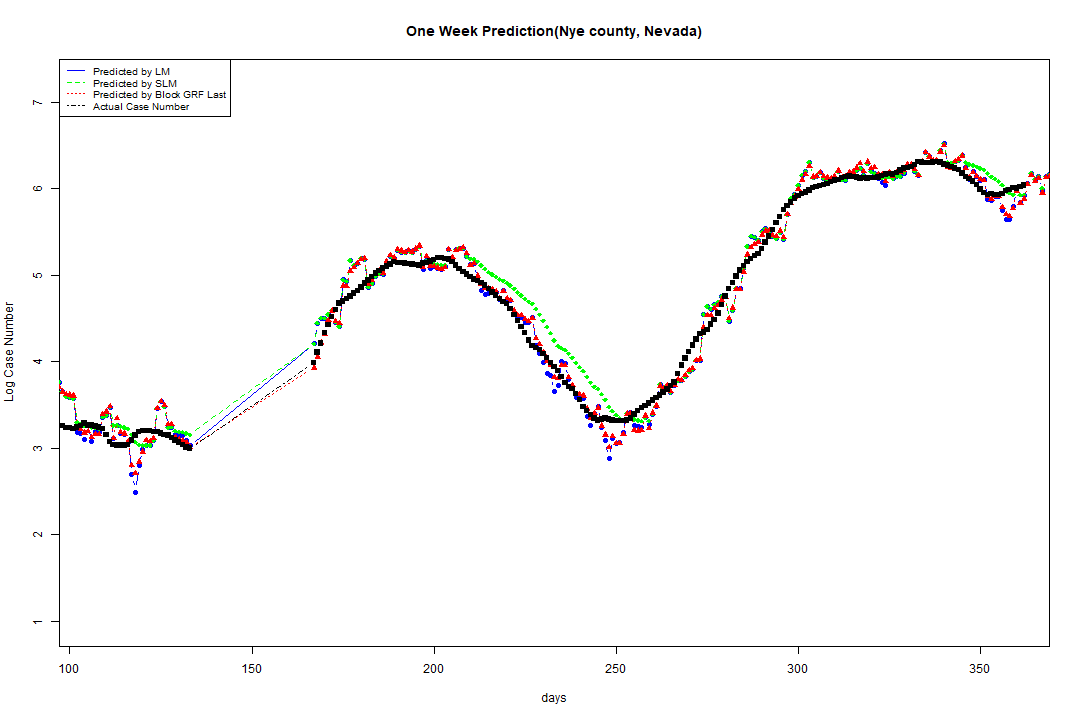 One Week Prediction(Nye county, Nevada)
Predicted by LM
Predicted by SLM
Predicted by Block GRF Last
Actual Case Number
7
6
5
4
3
2
1
Log Case Number
100 150 200 250 300 350
days